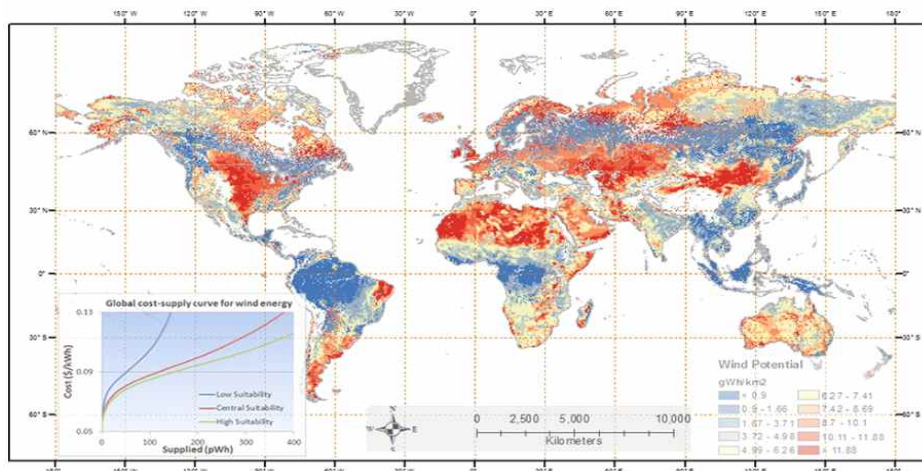 150° W 120° W 90° W 60° W 30° W 0° 30° E 60° E 90° E 120° E 150° E 180°
60° N 60° N
30° N 30° N
0° 0°
30° S 30° S
60° S 60° S
Global cost-supply curve for wind energy
Cost ($/kWh)
0.13
0.09
0.05
Low Suitability
Central Suitability
High Suitability
0 100 200 300 400
Supplied (pWh)
N
E
S
W
0 2,500 5,000 10,000
Kilometers
Wind Potential
gWh/km2
< 0.9
0.9 - 1.66
1.67 - 3.71
3.72 - 4.98
4.99 - 6.26
6.27 - 7.41
7.42 - 8.69
8.7 - 10.1
10.11 - 11.88
> 11.88